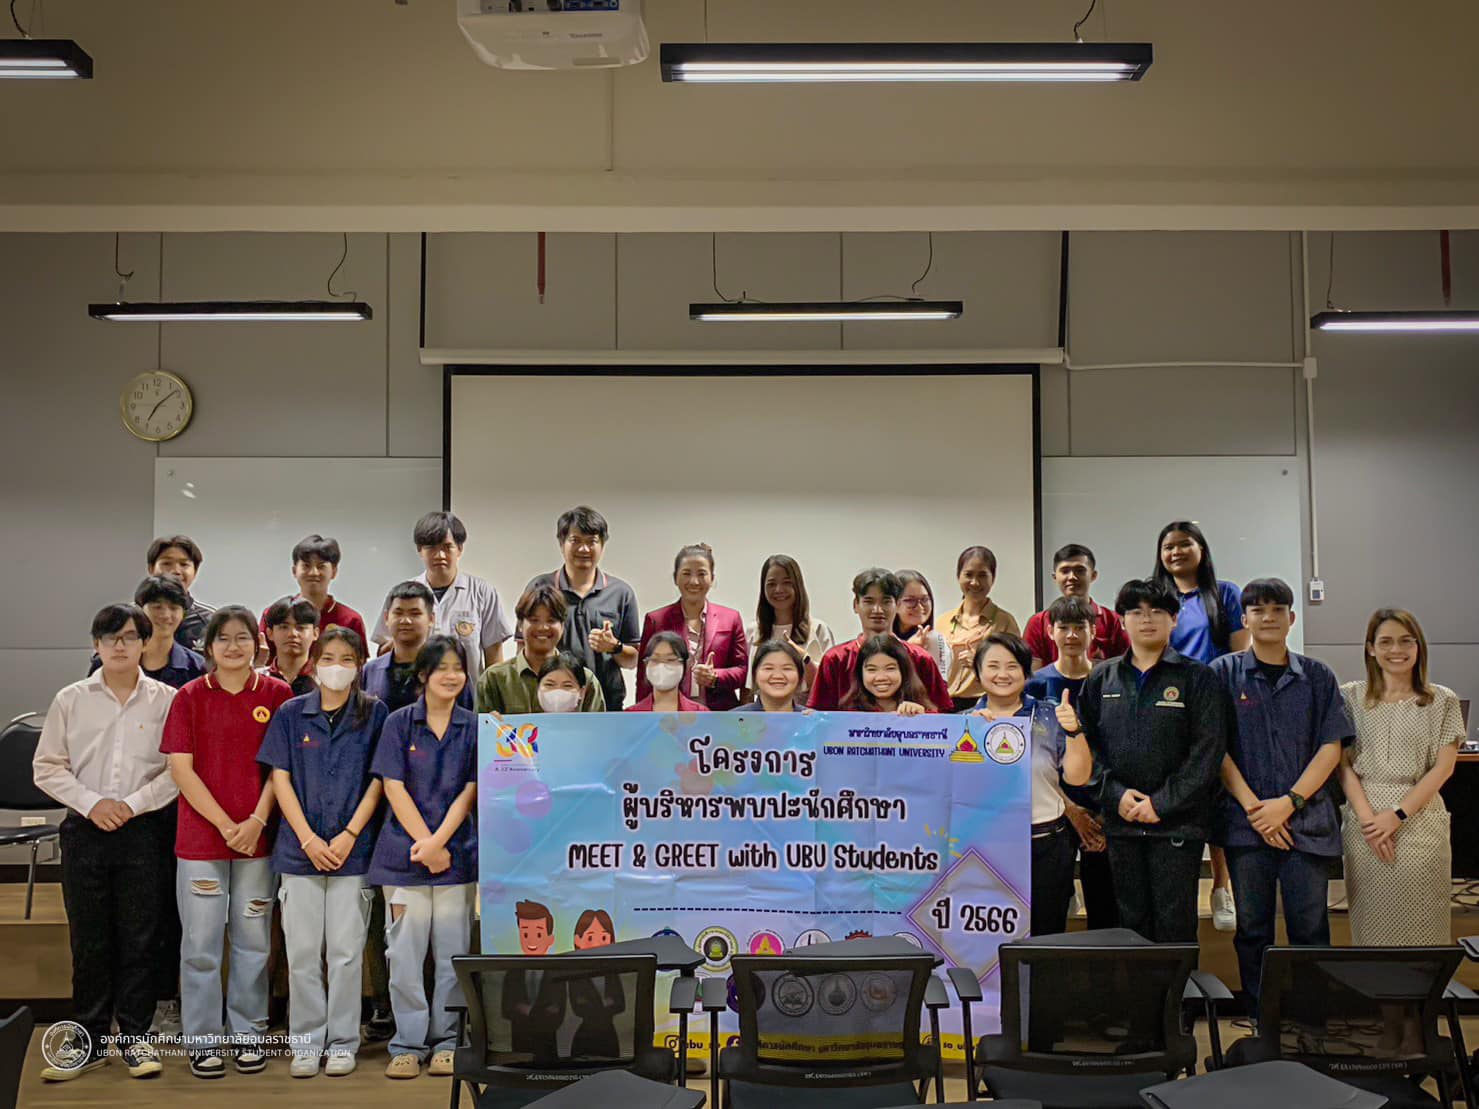 มหาวิทยาลัยอุบลราชธานี
UBON RATCHATHANI UNIVERSITY
โครงการ
ผู้บริหารพบปะนักศึกษา
MEET & GREET with UBU Students
ปี 2566
องค์การนักศึกษามหาวิทยาลัยอุบลราชธานี
UBON RATCHATHANI UNIVERSITY STUDENT ORGANIZATION